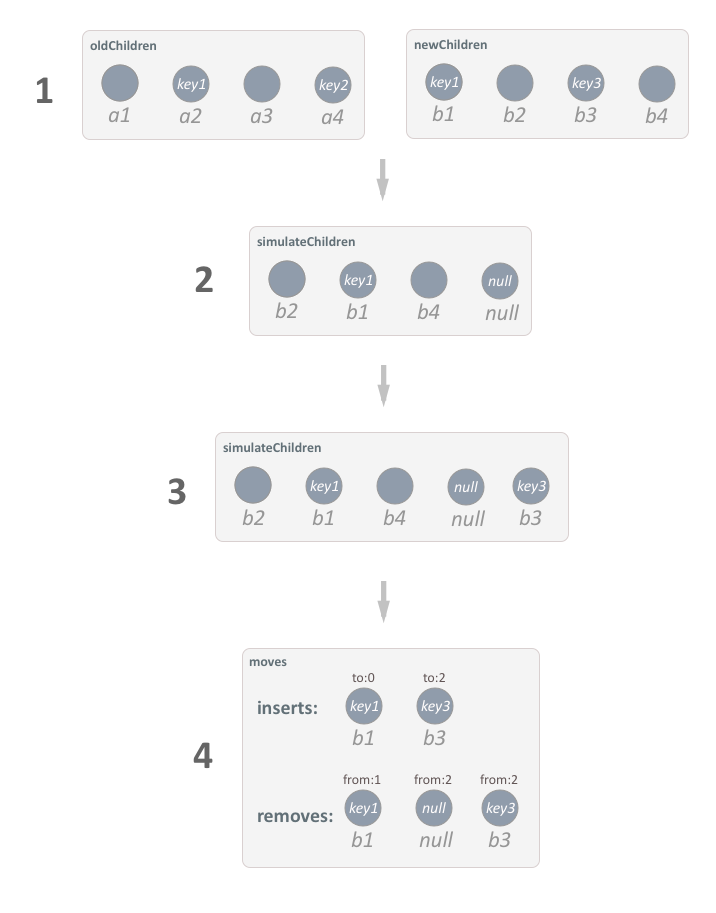 oldChildren
newChildren
1
key1
key2
key1
key3
a1
a2
a3
a4
b1
b2
b3
b4
simulateChildren
2
key1
null
b2
b1
b4
null
simulateChildren
3
key1
null
key3
b2
b1
b4
null
b3
moves
4
to:0
to:2
inserts:
key1
key3
b1
b3
from:1
from:2
from:2
removes:
key1
null
key3
b1
null
b3